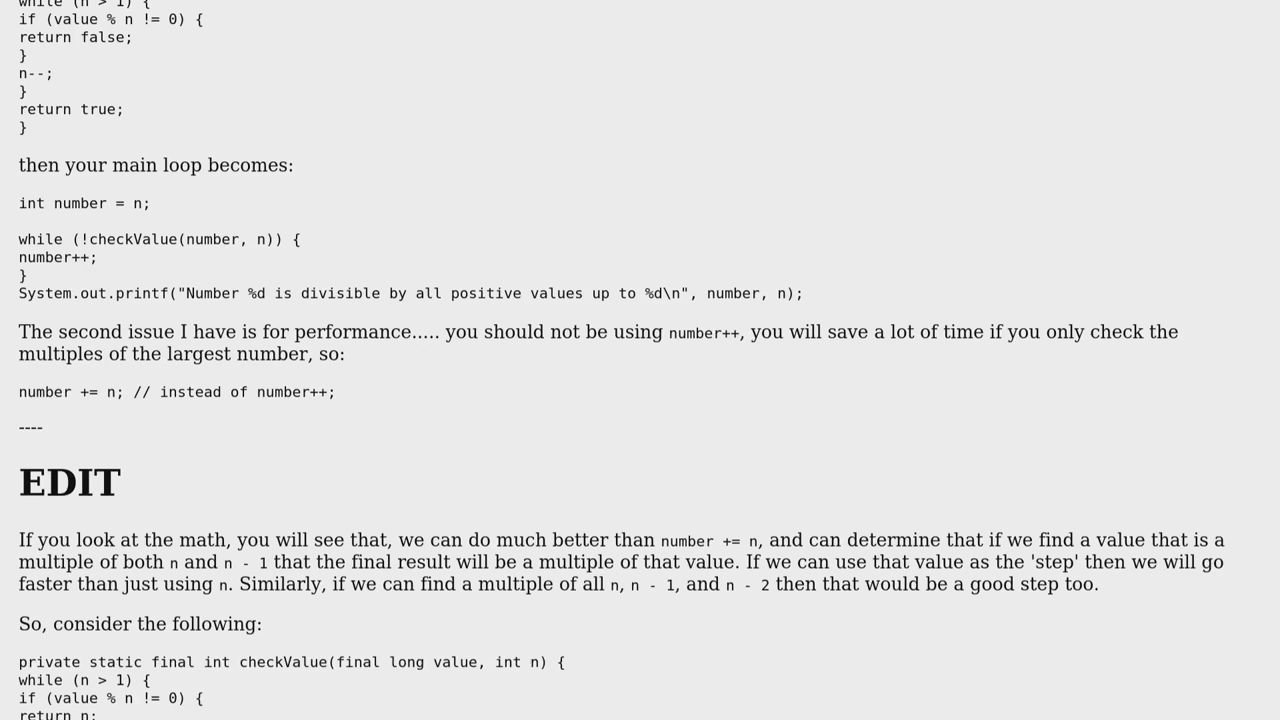 while (n > 1) {
if (value % n != 0) {
return false;
}
n--;
}
return true;
}
then your main loop becomes:
int number = n;
while (!checkValue(number, n)) {
number++;
}
System.out.printf("Number %d is divisible by all positive values up to %d\n", number, n);
The second issue I have is for performance..... you should not be using number++, you will save a lot of time if you only check the
multiples of the largest number, so:
number += n; // instead of number++;
----
EDIT
If you look at the math, you will see that, we can do much better than number += n, and can determine that if we find a value that is a
multiple of both n and n - 1 that the final result will be a multiple of that value. If we can use that value as the 'step' then we will go
faster than just using n. Similarly, if we can find a multiple of all n, n - 1, and n - 2 then that would be a good step too.
So, consider the following:
private static final int checkValue(final long value, int n) {
while (n > 1) {
if (value % n != 0) {
return n;